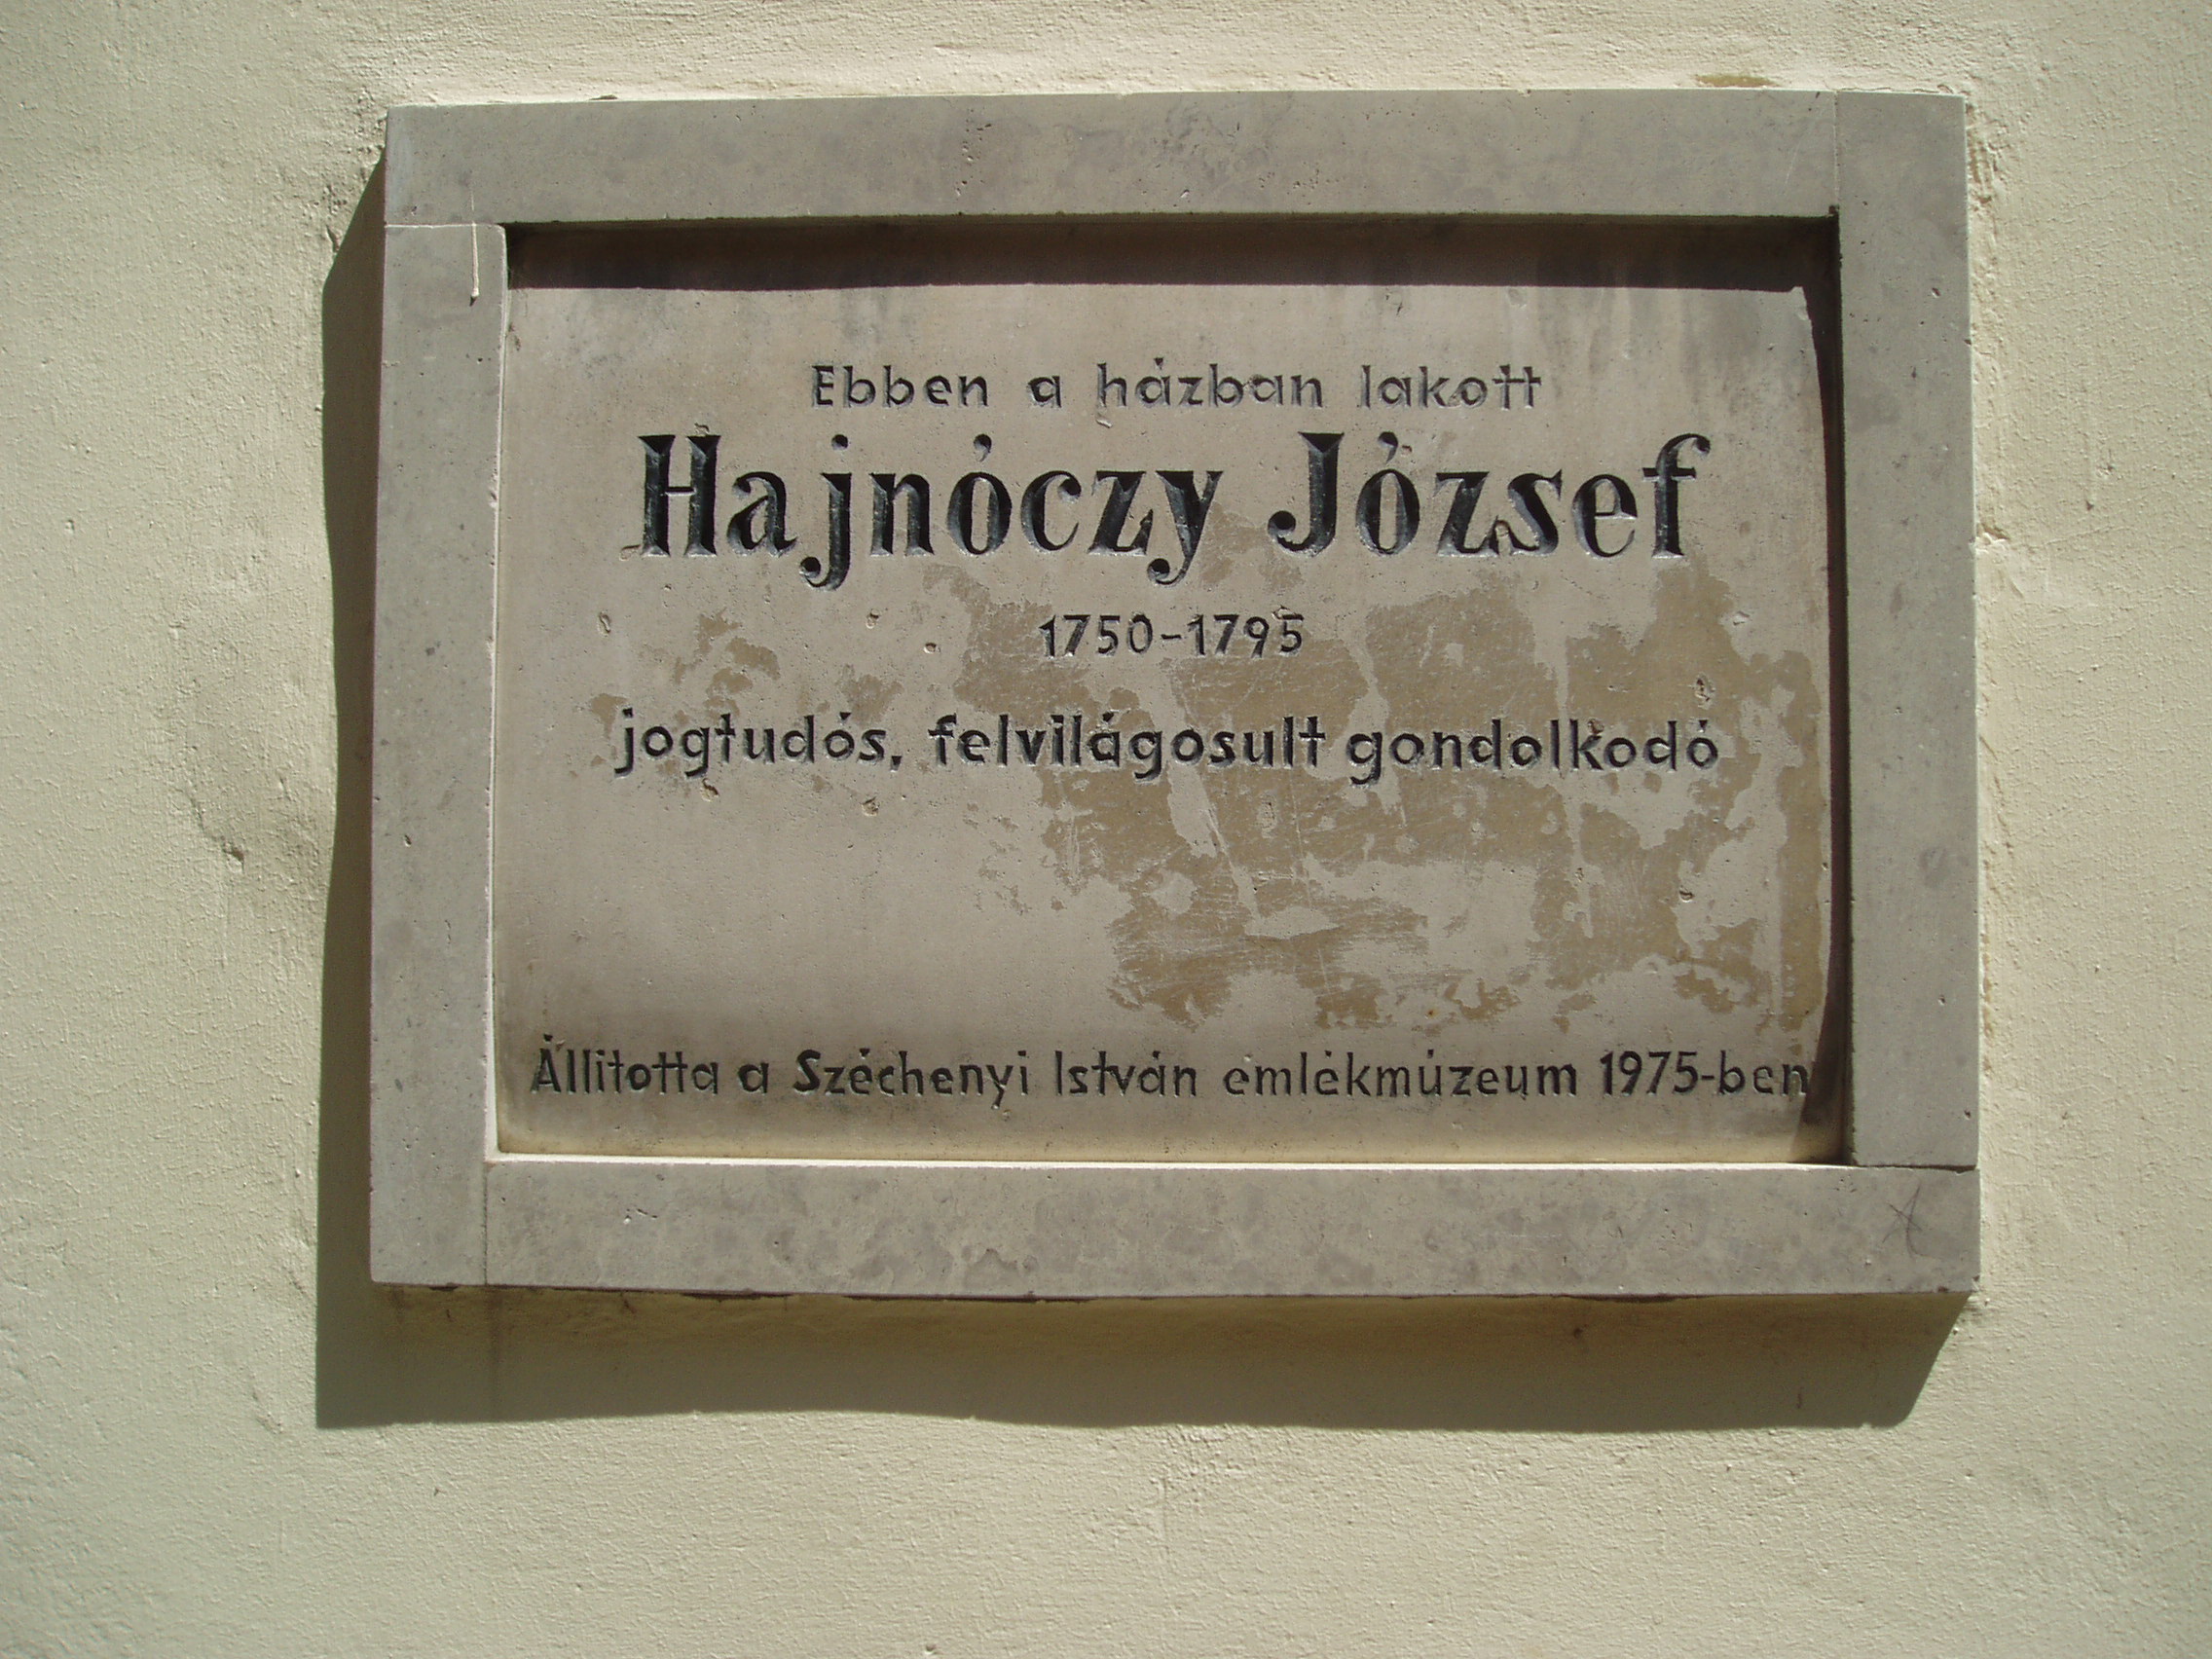 Ebben a házban lakott
Hajnóczy József
1750-1795
jogtudós, felvilágosult gondolkodó
Állitotta a Széchenyi István emlékmúzeum 1975-ben